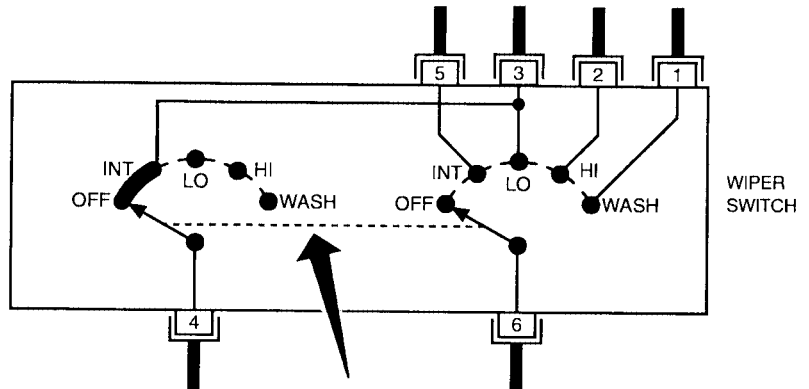 5 3 2 1
INT LO HI
OFF WASH
INT LO HI
OFF WASH
WIPER
SWITCH
4 6